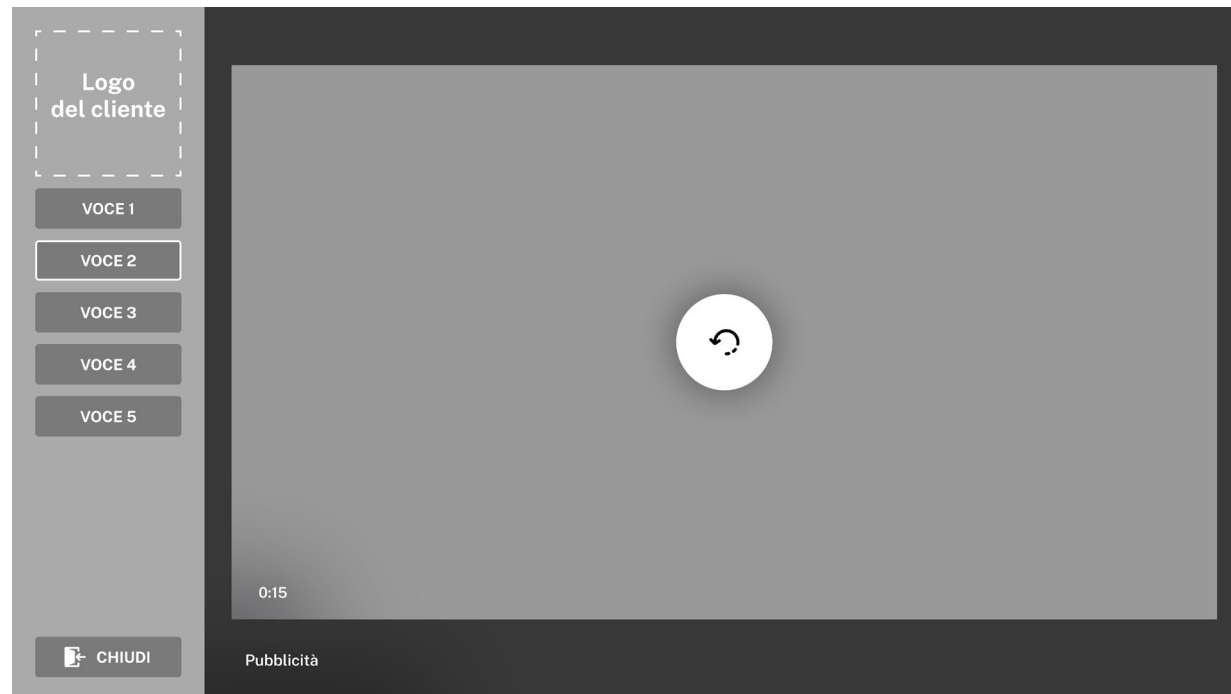 Logo
del cliente
VOCE 1
VOCE 2
VOCE 3
VOCE 4
VOCE 5
CHIUDI
0:15
Pubblicità